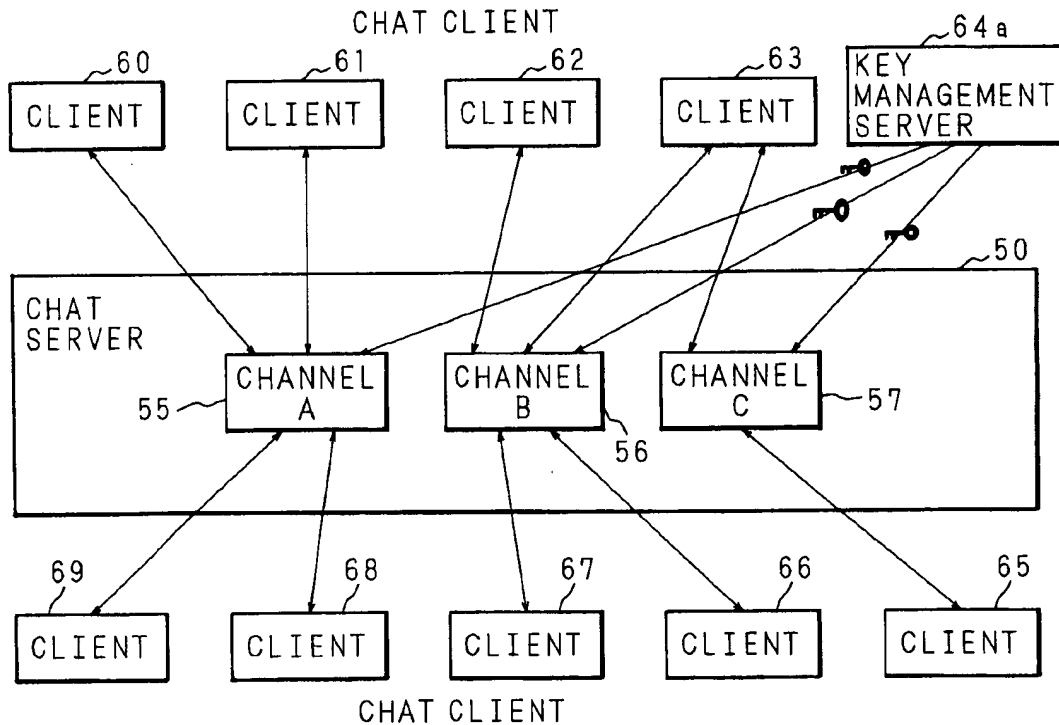 CHAT CLIENT
60
61
62
63
64a
CLIENT
CLIENT
CLIENT
CLIENT
KEY
MANAGEMENT
SERVER
50
CHAT
SERVER
CHANNEL
A
CHANNEL
B
CHANNEL
C
55
56
57
69
68
67
66
65
CLIENT
CLIENT
CLIENT
CLIENT
CLIENT
CHAT CLIENT